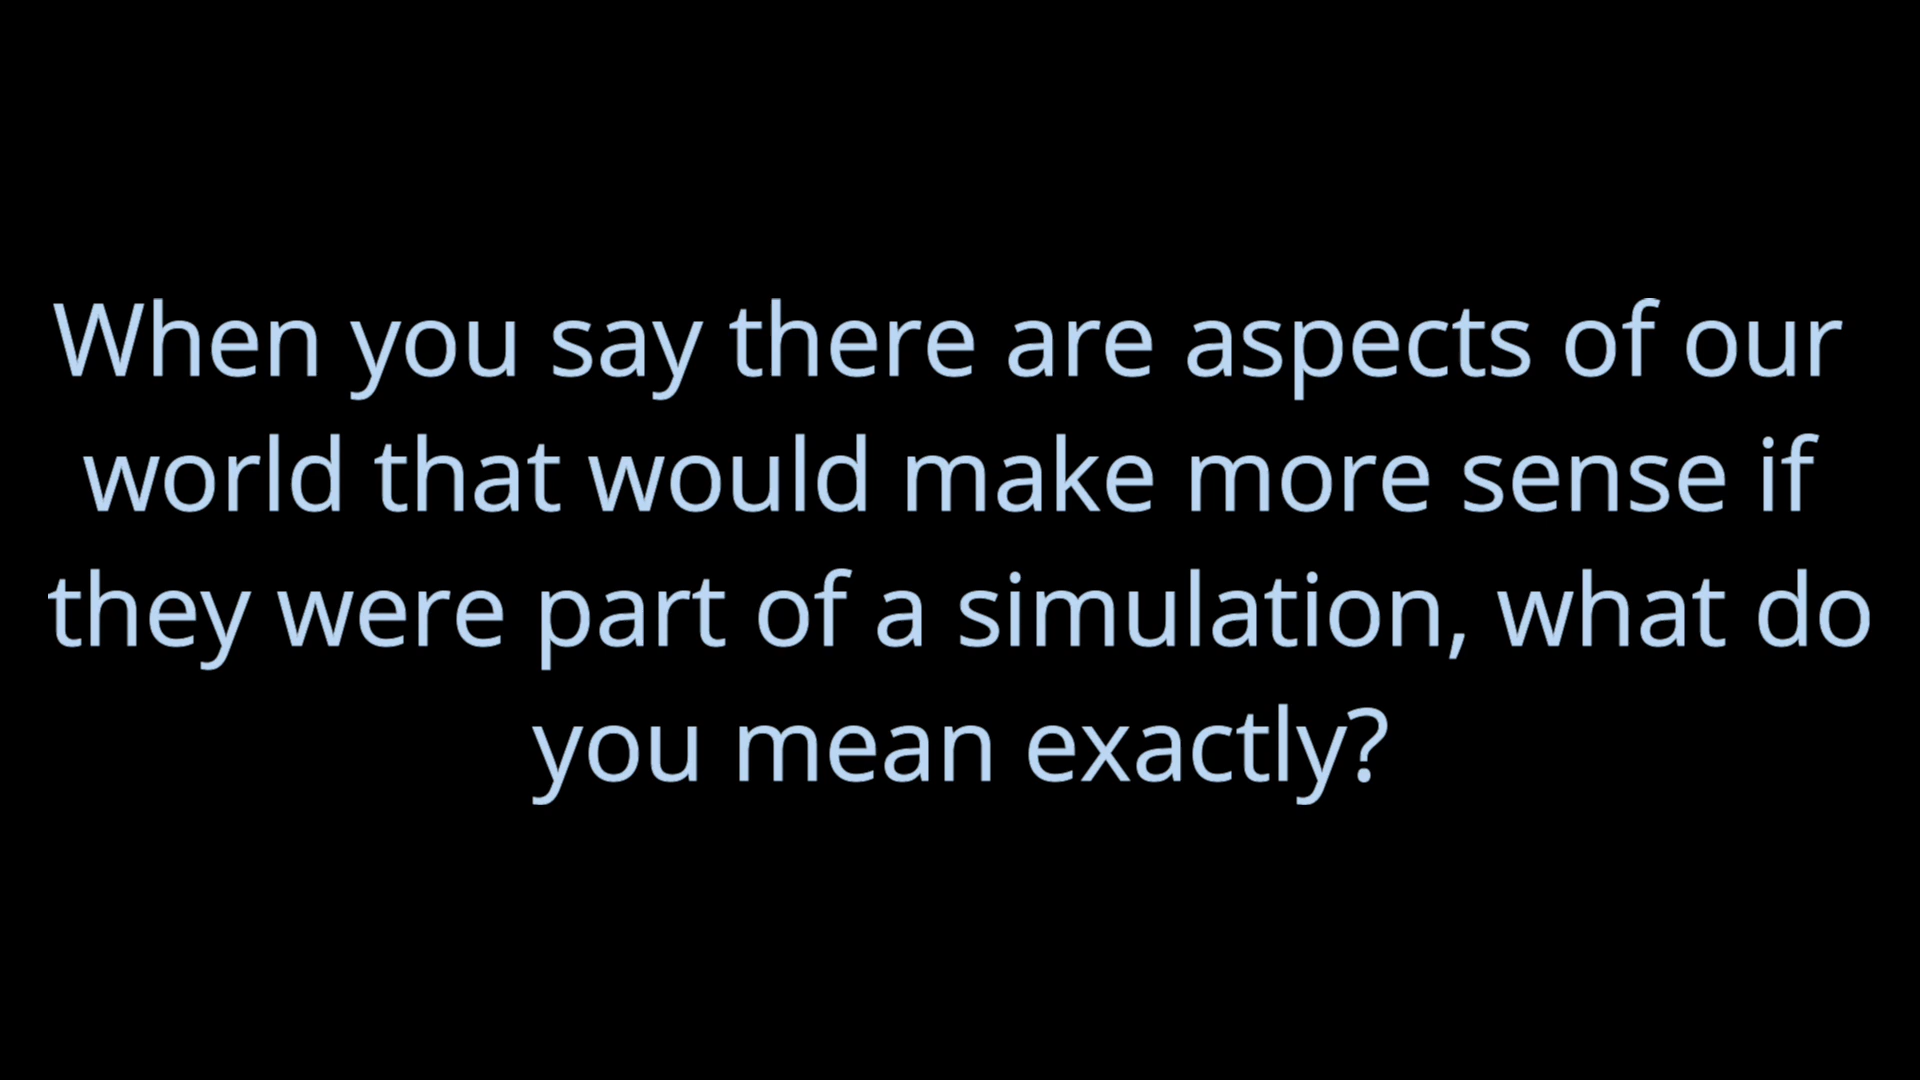 When you say there are aspects of our
world that would make more sense if
they were part of a simulation, what do
you mean exactly?